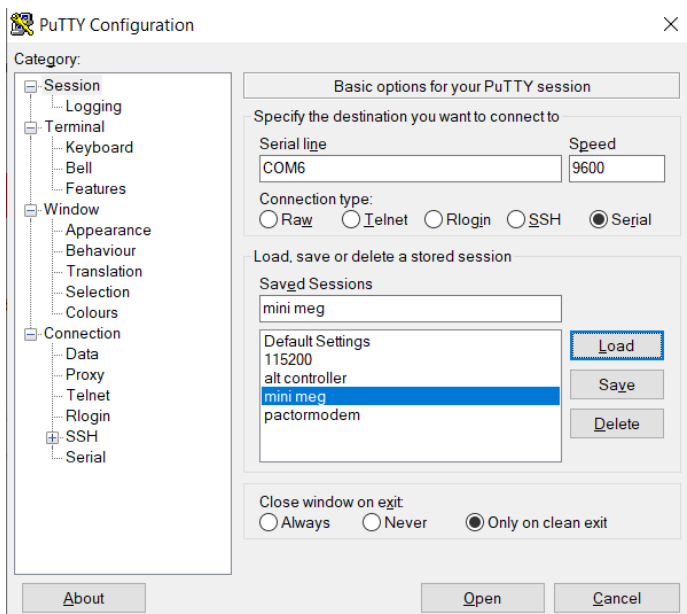 PuTTY Configuration
Category:
Session
Logging
Terminal
Keyboard
Bell
Features
Window
Appearance
Behaviour
Translation
Selection
Colours
Connection
Data
Proxy
Telnet
Rlogin
SSH
Serial
Basic options for your PuTTY session
Specify the destination you want to connect to
Serial line Speed
COM6 9600
Connection type:
Raw Telnet Rlogin SSH Serial
Load, save or delete a stored session
Saved Sessions
mini meg
Default Settings
115200
alt controller
mini meg
pactormodem
Load
Save
Delete
Close window on exit:
Always Never Only on clean exit
About Open Cancel